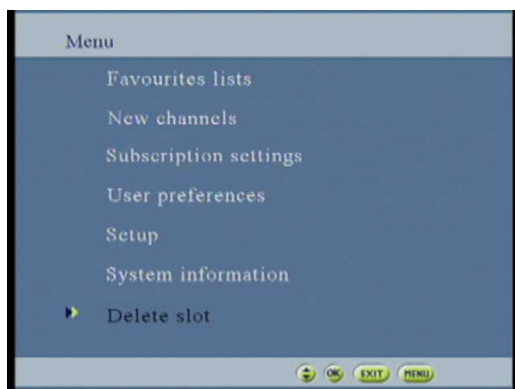 Menu
Favourites lists
New channels
Subscription settings
User preferences
Setup
System information
Delete slot
OK EXIT MENU